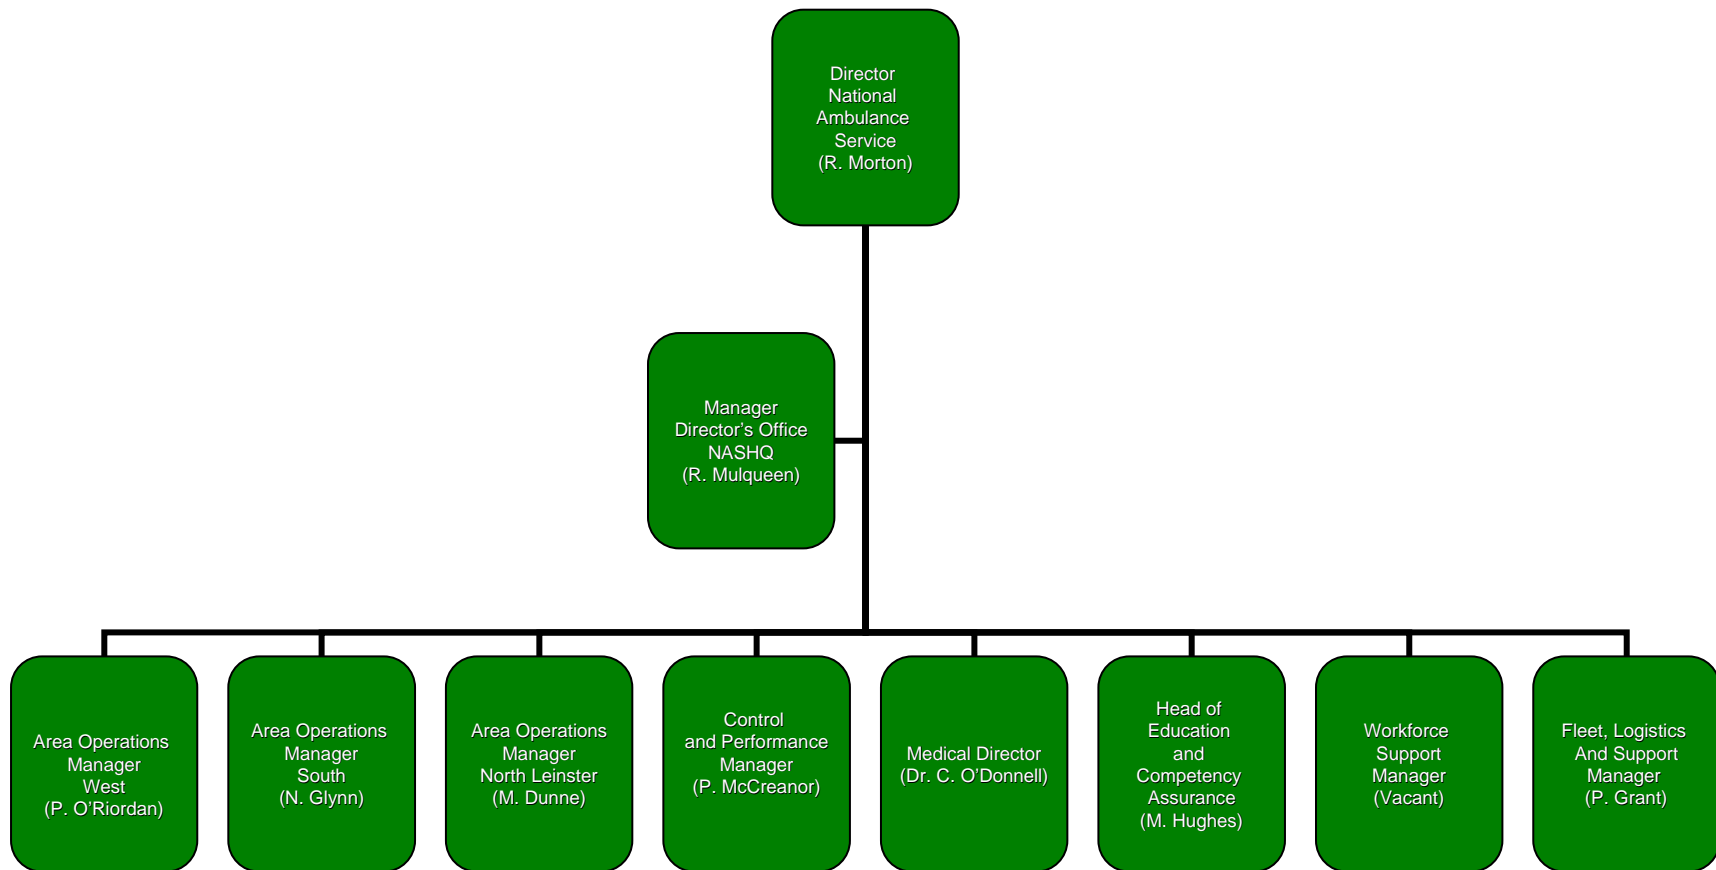 Director
National
Ambulance
Service
(R. Morton)
Manager
Director’s Office
NASHQ
(R. Mulqueen)
Area Operations
Manager
West
(P. O’Riordan)
Area Operations
Manager
South
(N. Glynn)
Area Operations
Manager
North Leinster
(M. Dunne)
Control
and Performance
Manager
(P. McCreanor)
Medical Director
(Dr. C. O’Donnell)
Head of
Education
and
Competency
Assurance
(M. Hughes)
Workforce
Support
Manager
(Vacant)
Fleet, Logistics
And Support
Manager
(P. Grant)